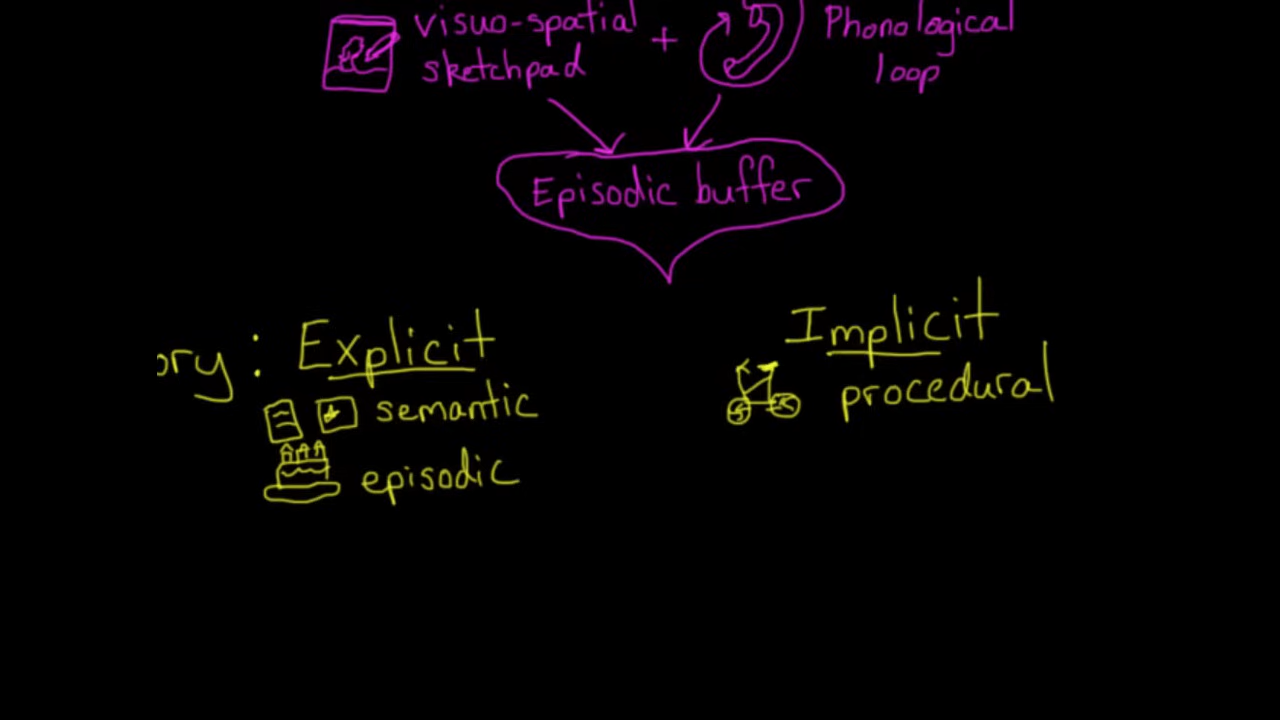 visuo-spatial + Phonological
sketchpad loop
Episodic buffer
ory: Explicit Implicit
semantic procedural
episodic